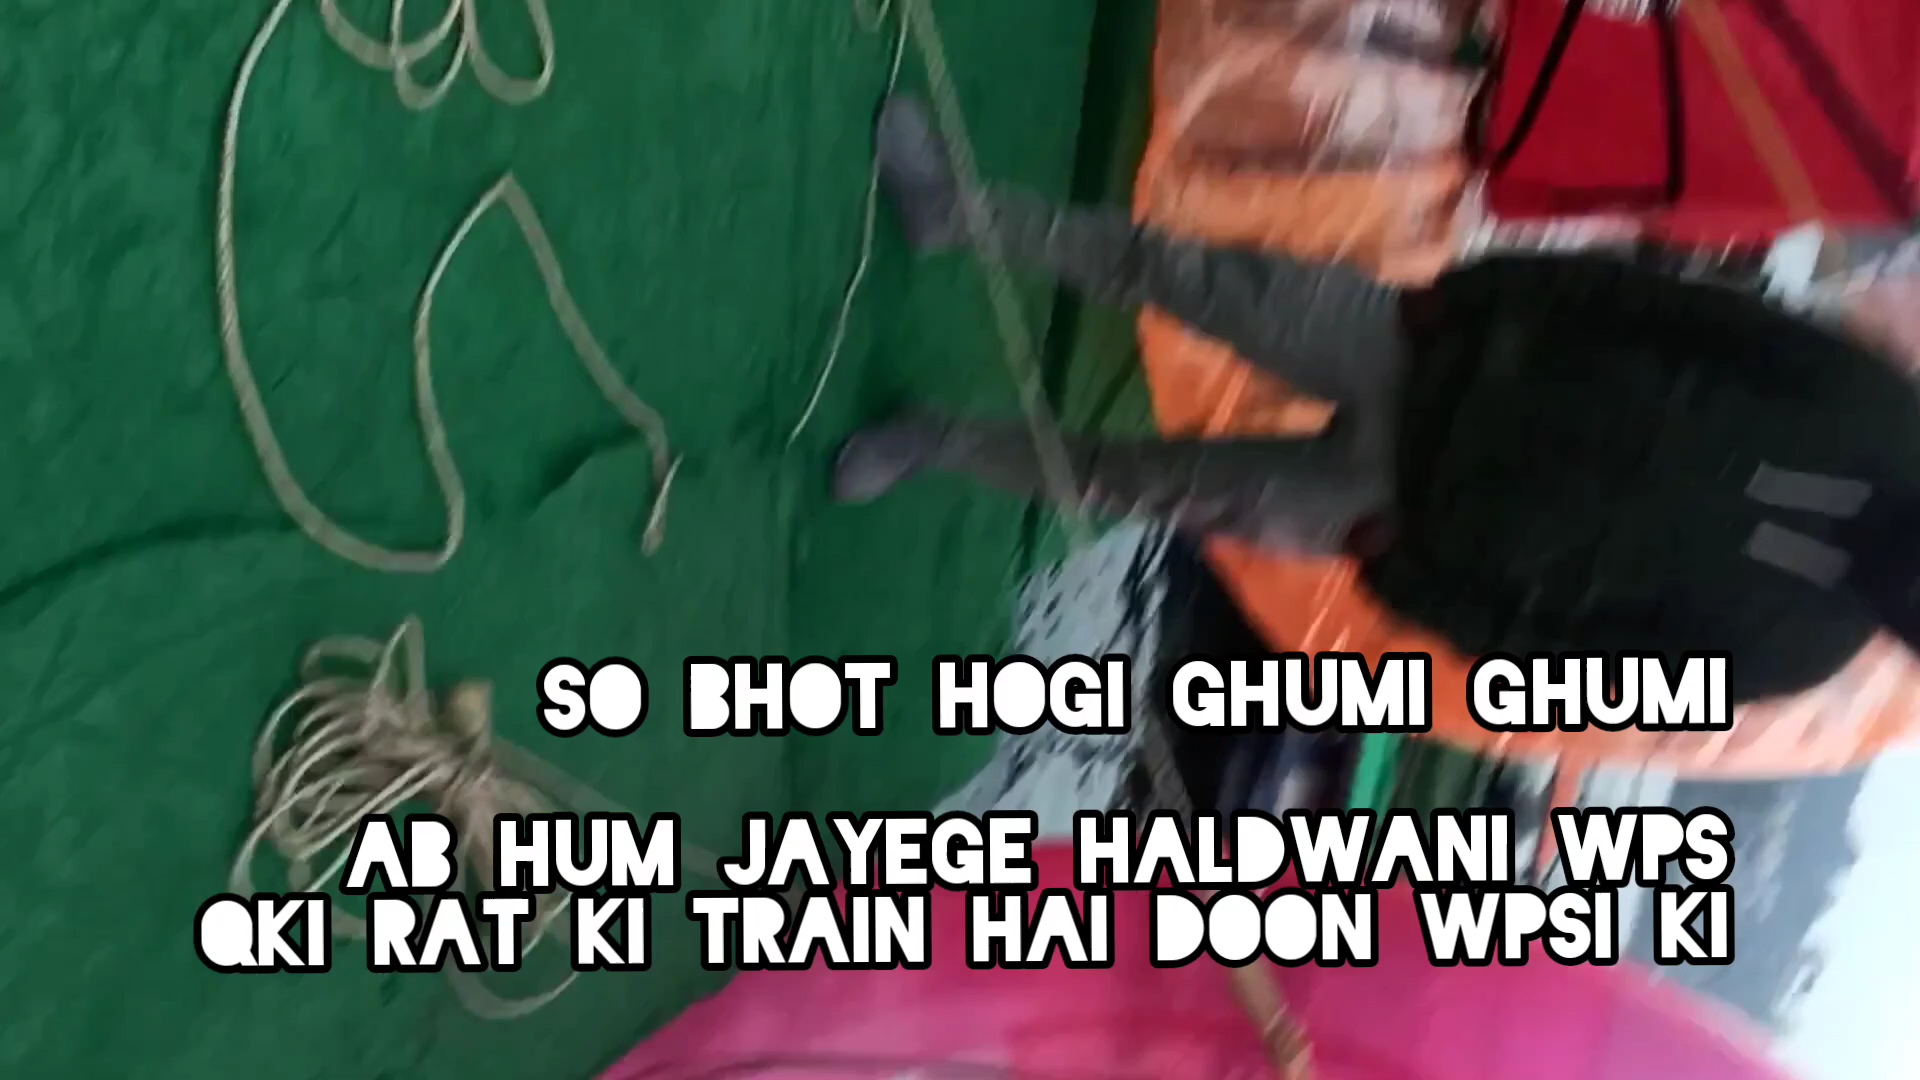 SO BHOT HOGI GHUMI GHUMI
AB HUM JAYEGE HALDWANI WPS
QKI RAT KI TRAIN HAI DOON WPSI KI